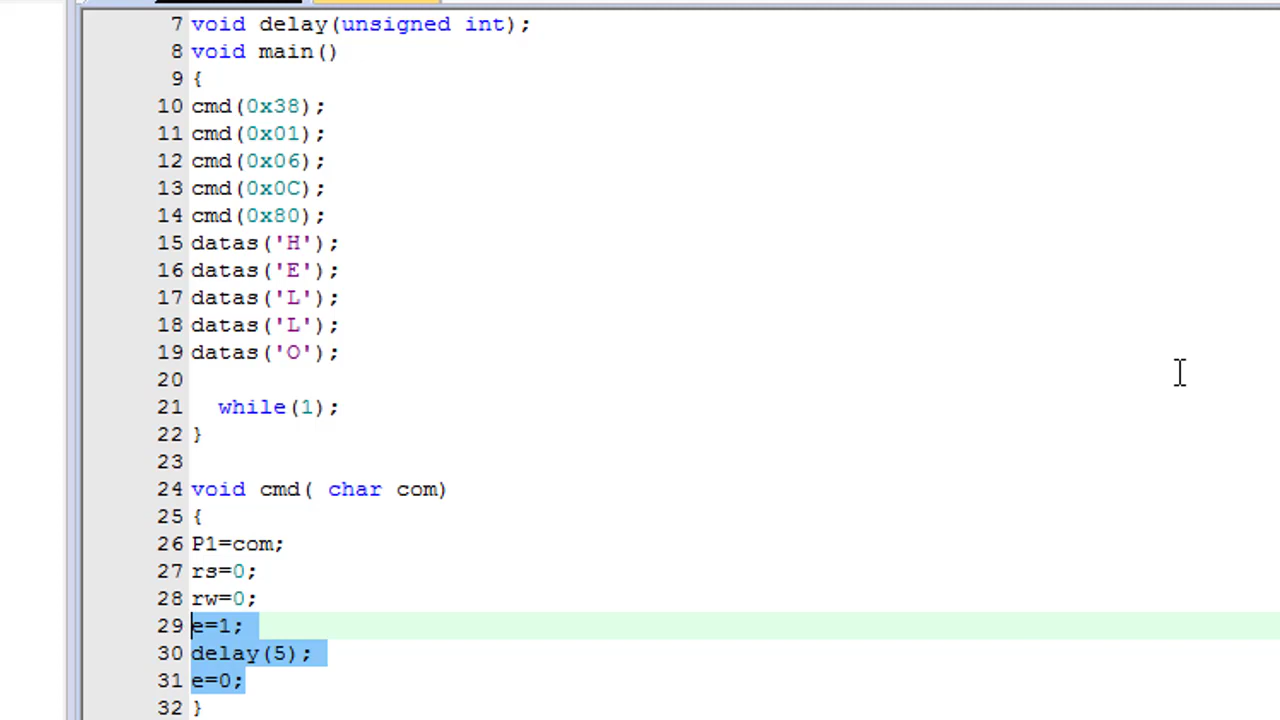 7 void delay(unsigned int);
8 void main()
9 {
10 cmd(0x38);
11 cmd(0x01);
12 cmd(0x06);
13 cmd(0x0C);
14 cmd(0x80);
15 datas('H');
16 datas('E');
17 datas('L');
18 datas('L');
19 datas('O');
20
21 while(1);
22 }
23
24 void cmd( char com)
25 {
26 P1=com;
27 rs=0;
28 rw=0;
29 e=1;
30 delay(5);
31 e=0;
32 }